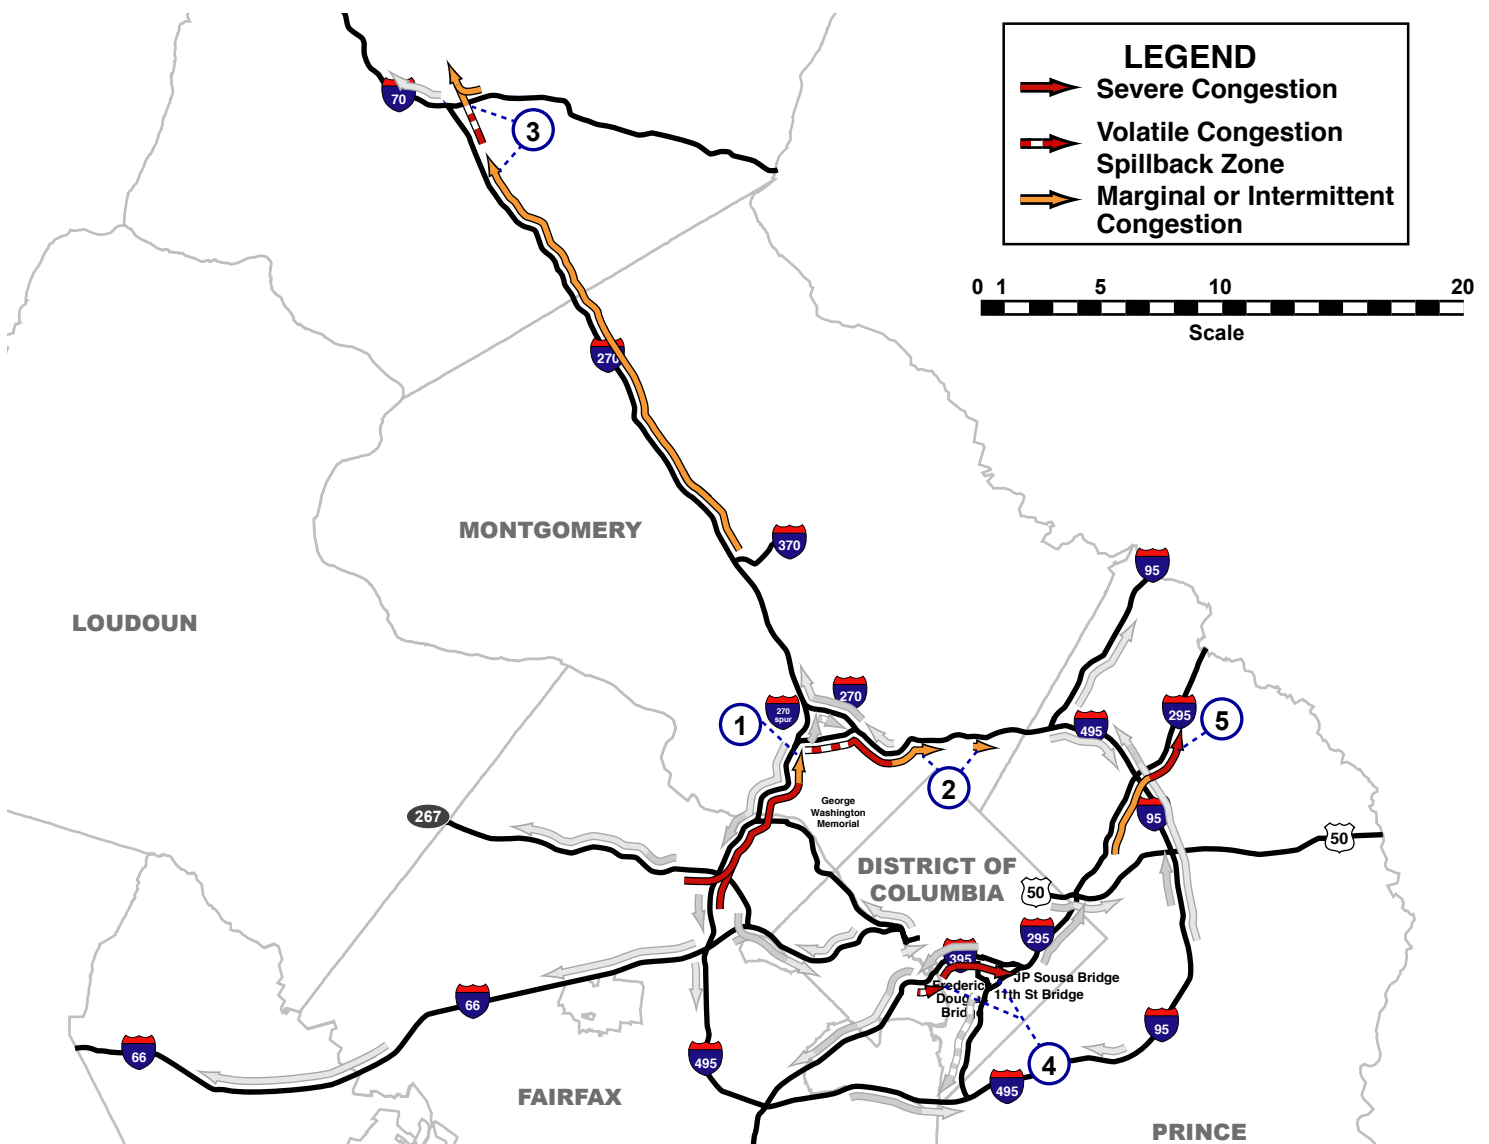 LEGEND
Severe Congestion
Volatile Congestion
Spillback Zone
Marginal or Intermittent
Congestion
0 1 5 10 20
Scale
70
3
270
MONTGOMERY
370
95
LOUDOUN
270
270
spur
1
295
5
495
2
George
Washington
Memorial
267
95
50
DISTRICT OF
COLUMBIA
50
295
395
JP Sousa Bridge
Frederic
Doug
Bridg
11th St Bridge
66
66
95
495
4
495
FAIRFAX
PRINCE